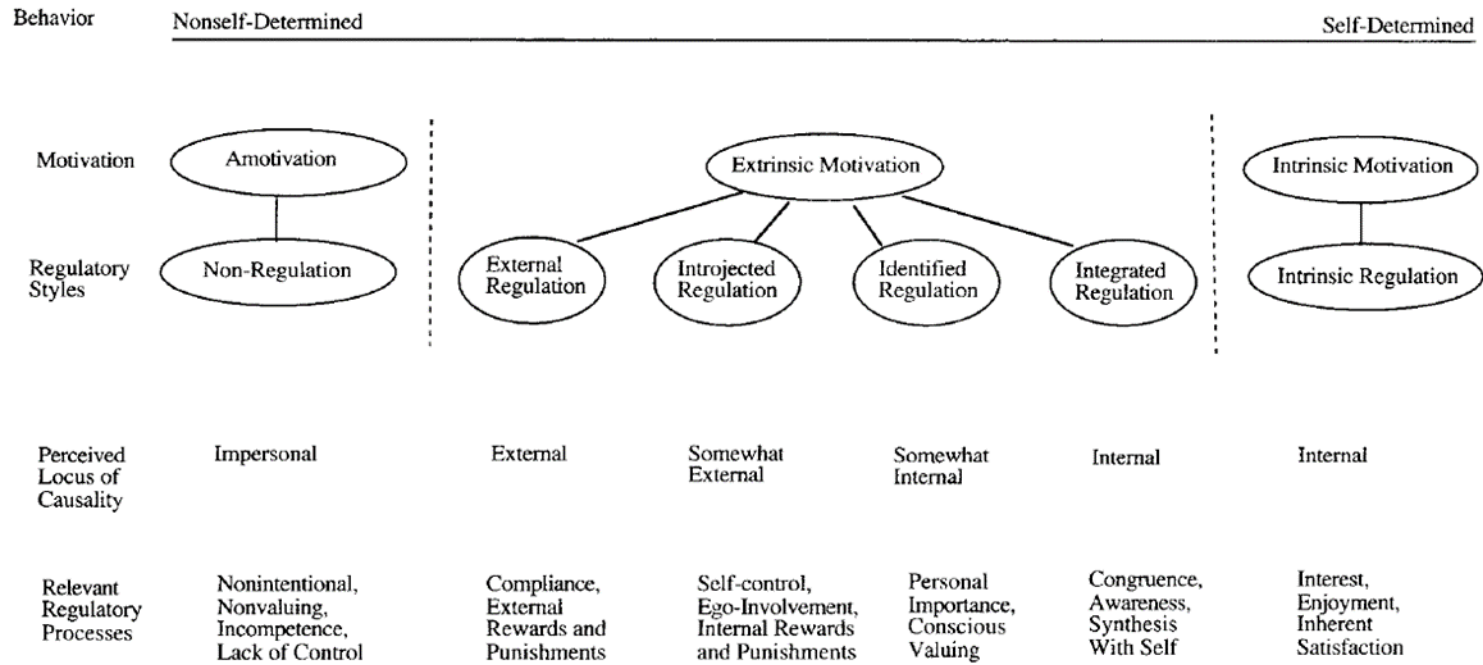 Behavior Nonself-Determined Self-Determined
Motivation Amotivation Extrinsic Motivation Intrinsic Motivation
Regulatory
Styles
Non-Regulation
External
Regulation
Introjected
Regulation
Identified
Regulation
Integrated
Regulation
Intrinsic Regulation
Perceived
Locus of
Causality
Impersonal
External
Somewhat
External
Somewhat
Internal
Internal
Internal
Relevant
Regulatory
Processes
Nonintentional,
Nonvaluing,
Incompetence,
Lack of Control
Compliance,
External
Rewards and
Punishments
Self-control,
Ego-Involvement,
Internal Rewards
and Punishments
Personal
Importance,
Conscious
Valuing
Congruence,
Awareness,
Synthesis
With Self
Interest,
Enjoyment,
Inherent
Satisfaction